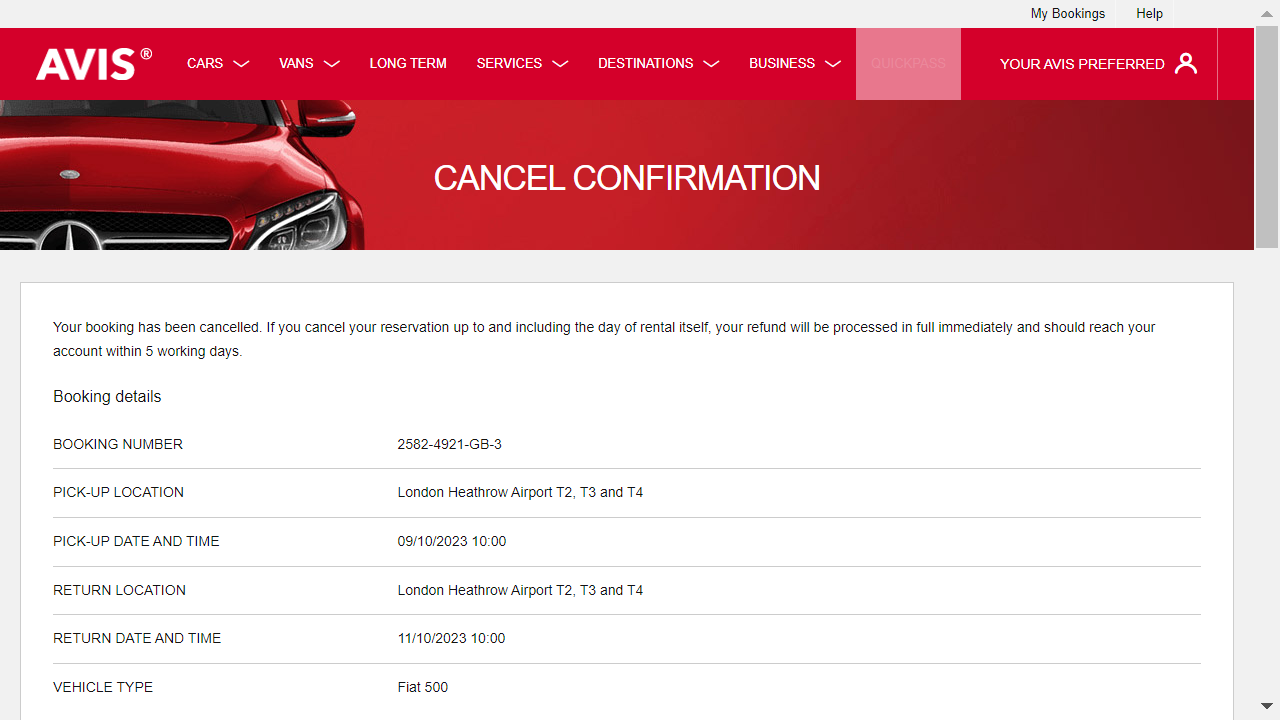 My Bookings Help
AVIS® CARS VANS LONG TERM SERVICES DESTINATIONS BUSINESS QUICKPASS YOUR AVIS PREFERRED
CANCEL CONFIRMATION
Your booking has been cancelled. If you cancel your reservation up to and including the day of rental itself, your refund will be processed in full immediately and should reach your
account within 5 working days.
Booking details
BOOKING NUMBER 2582-4921-GB-3
PICK-UP LOCATION London Heathrow Airport T2, T3 and T4
PICK-UP DATE AND TIME 09/10/2023 10:00
RETURN LOCATION London Heathrow Airport T2, T3 and T4
RETURN DATE AND TIME 11/10/2023 10:00
VEHICLE TYPE Fiat 500